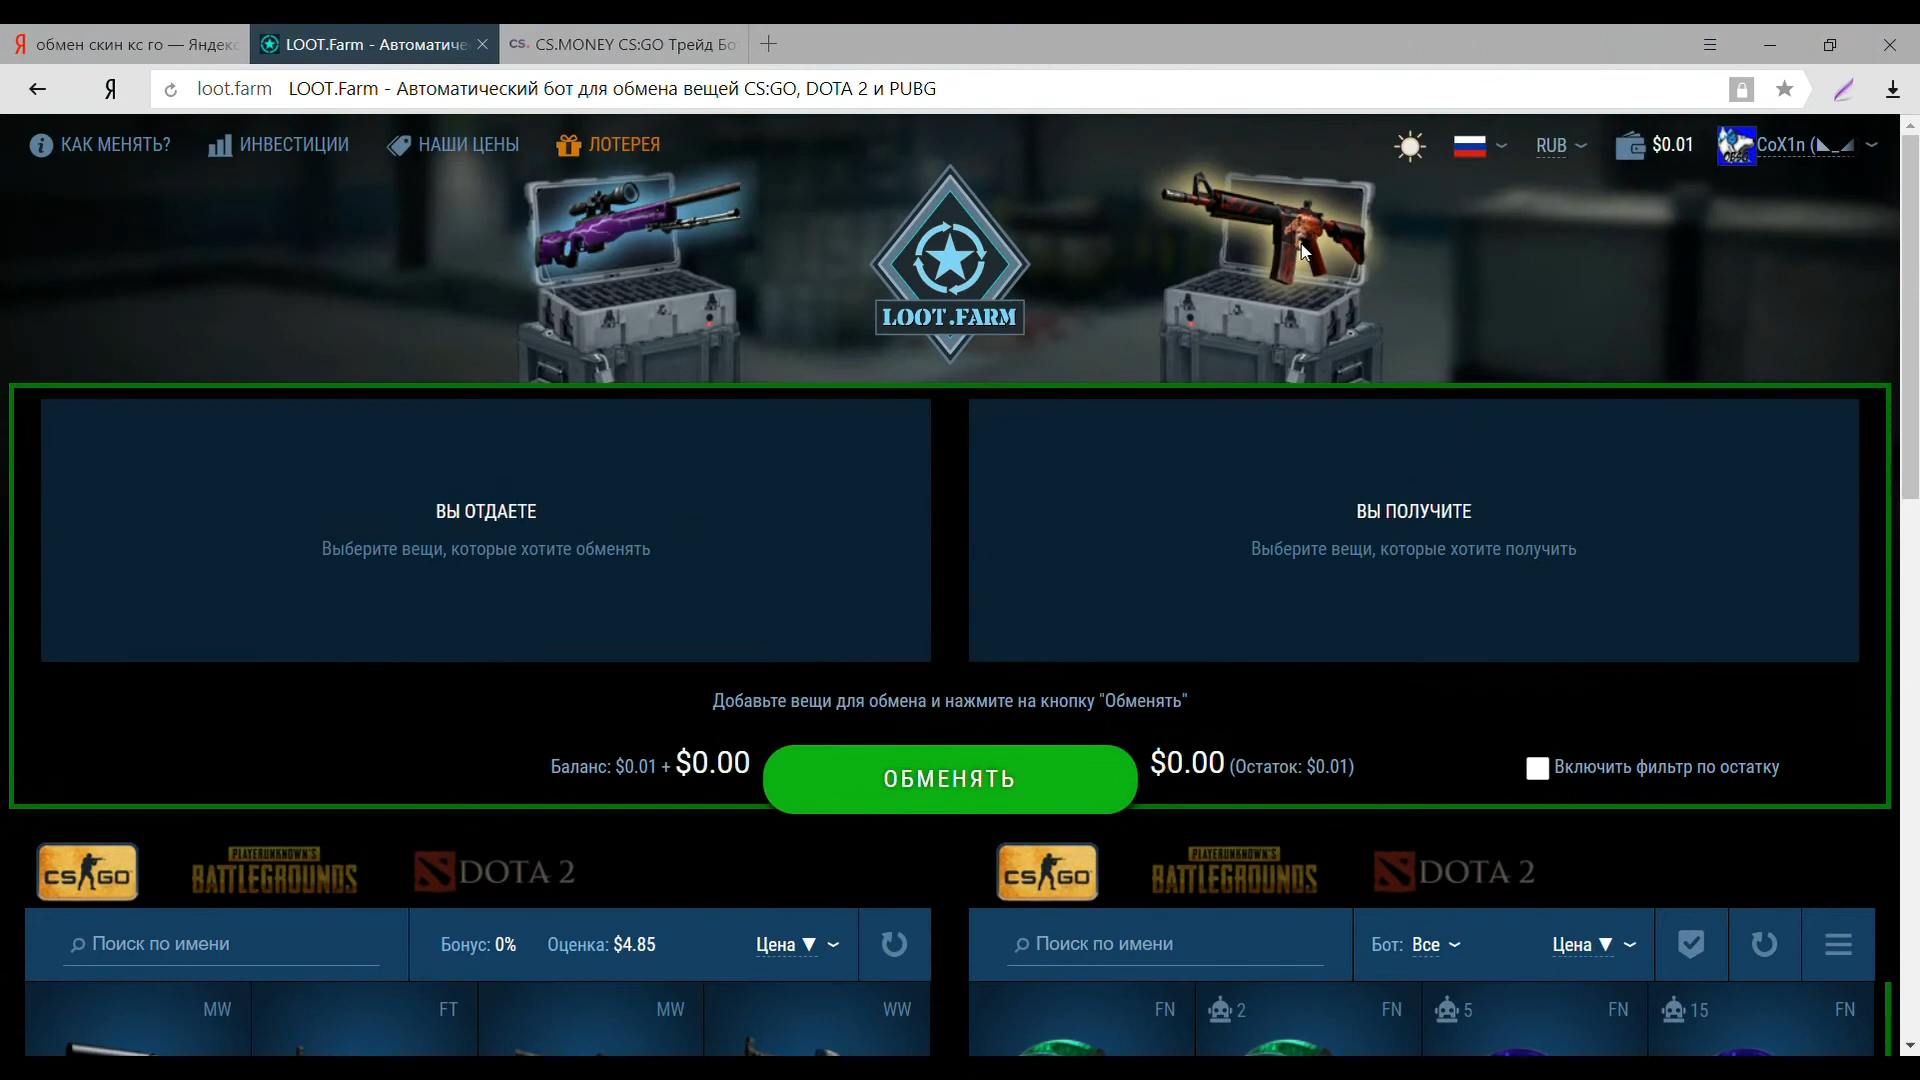 Я обмен скин кс го — Яндекс
LOOT.Farm - Автоматиче
CS. CS.MONEY CS:GO Трейд Бо
Я loot.farm LOOT.Farm - Автоматический бот для обмена вещей CS:GO, DOTA 2 и PUBG
КАК МЕНЯТЬ? ИНВЕСТИЦИИ НАШИ ЦЕНЫ ЛОТЕРЕЯ RUB $0.01 CoX1n (◣_◢
LOOT.FARM
ВЫ ОТДАЕТЕ
Выберите вещи, которые хотите обменять
ВЫ ПОЛУЧИТЕ
Выберите вещи, которые хотите получить
Добавьте вещи для обмена и нажмите на кнопку "Обменять"
Баланс: $0.01 + $0.00 ОБМЕНЯТЬ $0.00 (Остаток: $0.01) Включить фильтр по остатку
CS GO PLAYERUNKNOWN'S BATTLEGROUNDS DOTA 2
CS GO PLAYERUNKNOWN'S BATTLEGROUNDS DOTA 2
Поиск по имени Бонус: 0% Оценка: $4.85 Цена ▼
Поиск по имени Бот: Все Цена ▼
MW FT MW WW
FN 2 FN 5 FN 15 FN